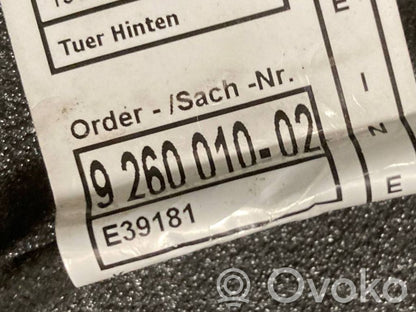 Tuer Hinten
Order - /Sach -Nr.
9 260 010-02
E39181
E
I
N
E
Ovoko